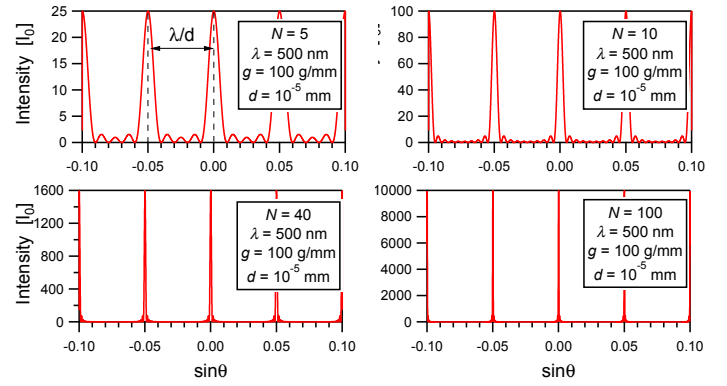 Intensity [I₀]
25
20
15
10
5
0
λ/d
N = 5
λ = 500 nm
g = 100 g/mm
d = 10⁻⁵ mm
-0.10 -0.05 0.00 0.05 0.10
100
80
60
40
20
0
N = 10
λ = 500 nm
g = 100 g/mm
d = 10⁻⁵ mm
-0.10 -0.05 0.00 0.05 0.10
Intensity [I₀]
1600
1200
800
400
0
N = 40
λ = 500 nm
g = 100 g/mm
d = 10⁻⁵ mm
-0.10 -0.05 0.00 0.05 0.10
sinθ
10000
8000
6000
4000
2000
0
N = 100
λ = 500 nm
g = 100 g/mm
d = 10⁻⁵ mm
-0.10 -0.05 0.00 0.05 0.10
sinθ